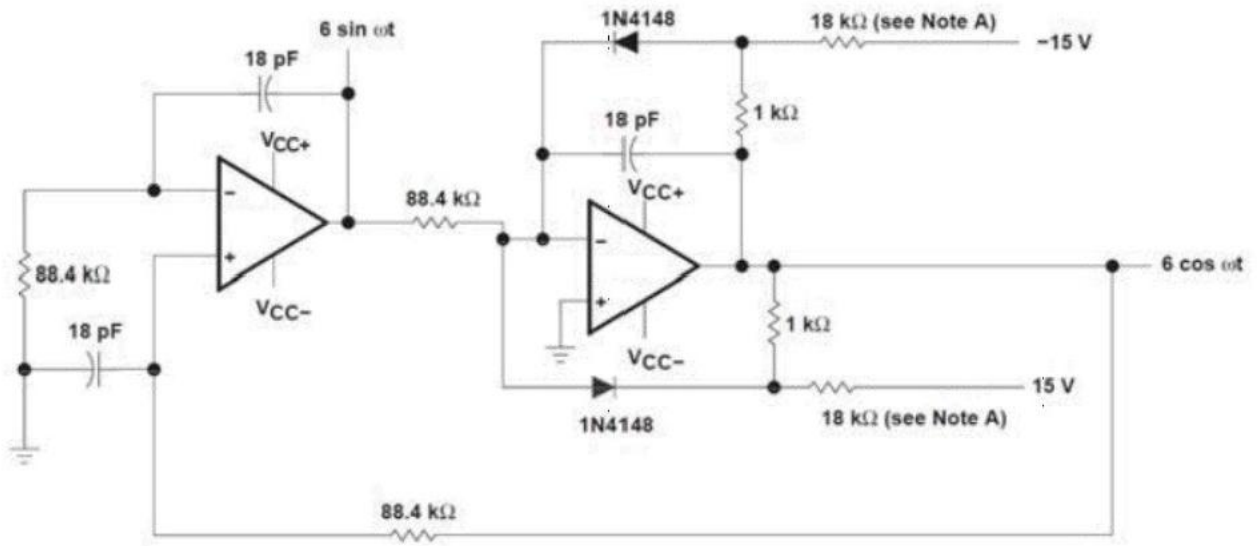 1N4148
18 kΩ (see Note A)
−15 V
6 sin ωt
18 pF
1 kΩ
18 pF
VCC+
VCC+
88.4 kΩ
−
−
+
88.4 kΩ
6 cos ωt
+
VCC−
1 kΩ
18 pF
VCC−
15 V
1N4148
18 kΩ (see Note A)
88.4 kΩ